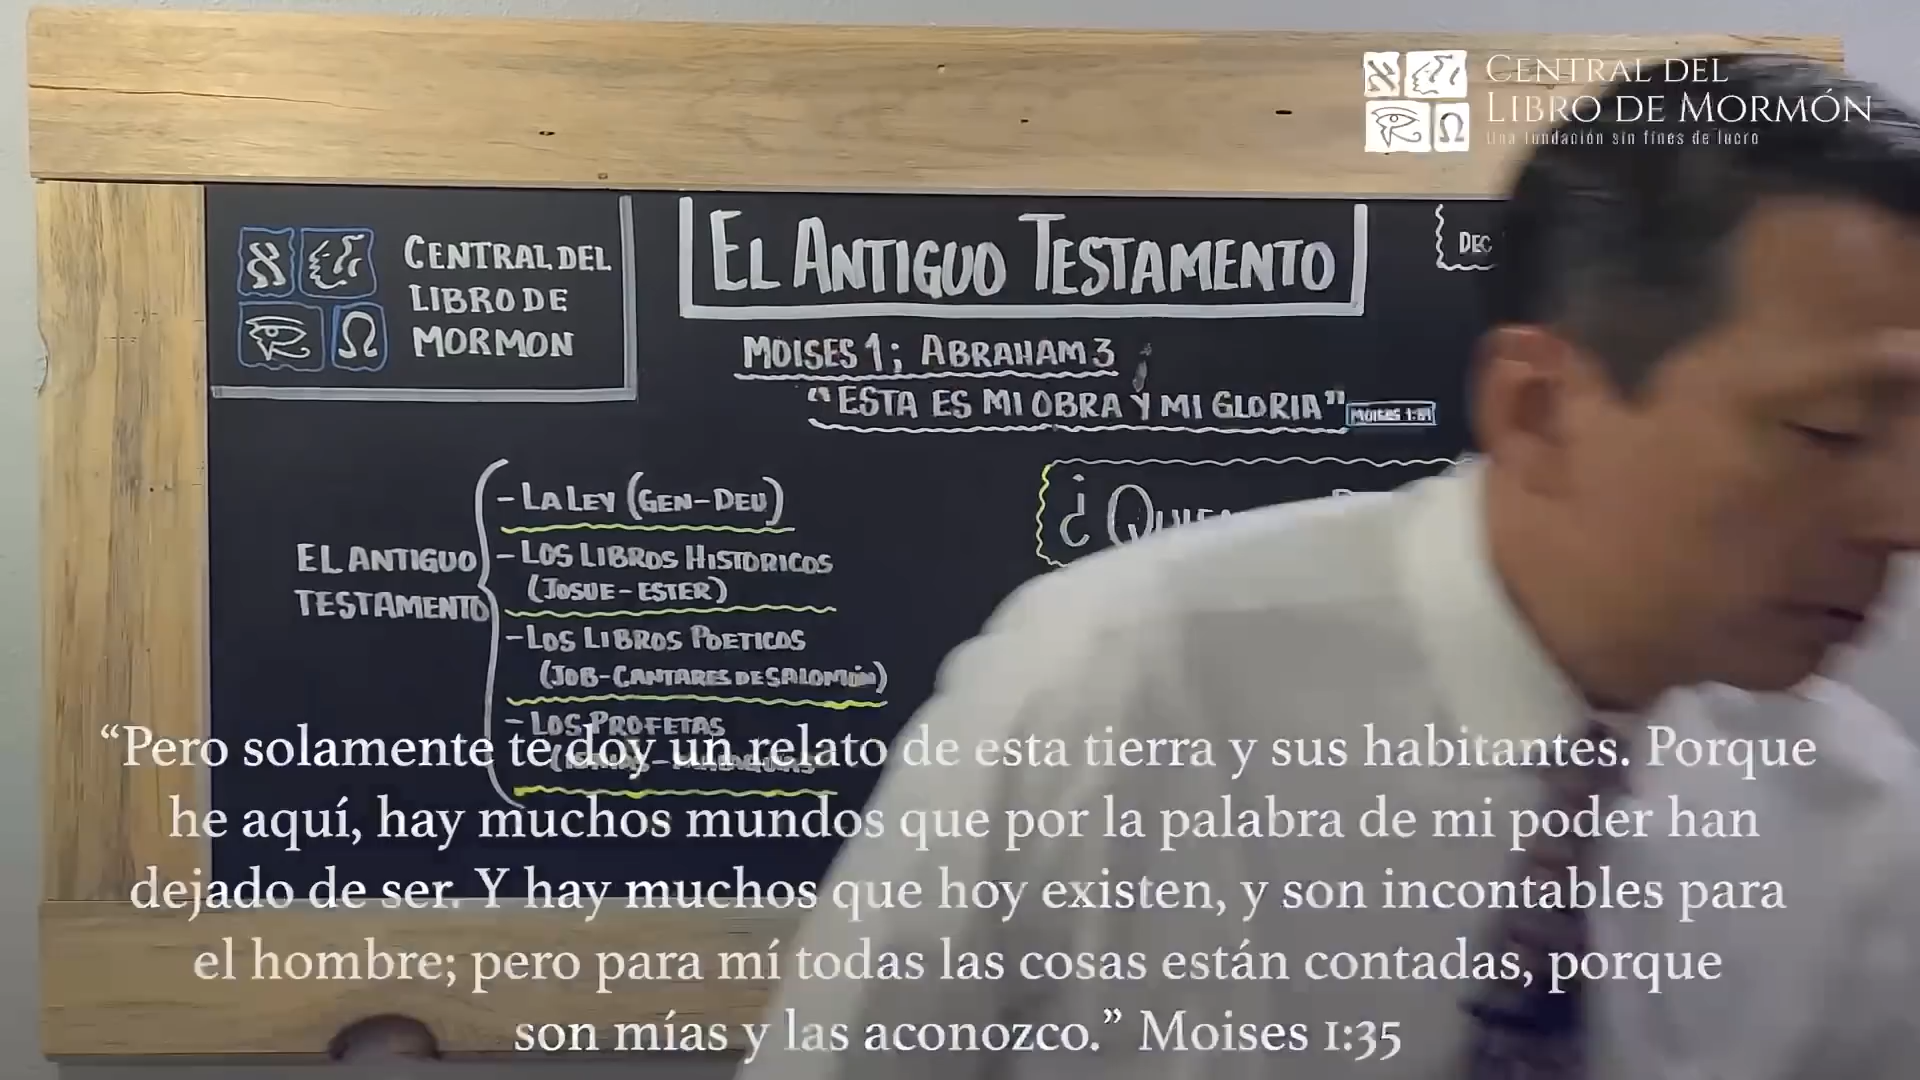 CENTRAL DEL
LIBRO DE MORMÓN
Una fundación sin fines de lucro
CENTRAL DEL
LIBRO DE
MORMON
EL ANTIGUO TESTAMENTO
DEC
MOISES 1; ABRAHAM 3
"ESTA ES MI OBRA Y MI GLORIA"
EL ANTIGUO
TESTAMENTO
- LA LEY (GEN-DEU)
- LOS LIBROS HISTORICOS
(JOSUE-ESTER)
- LOS LIBROS POETICOS
(JOB-CANTARES DE SALOMÓN)
- LOS PROFETAS
“Pero solamente te doy un relato de esta tierra y sus habitantes. Porque
he aquí, hay muchos mundos que por la palabra de mi poder han
dejado de ser. Y hay muchos que hoy existen, y son incontables para
el hombre; pero para mí todas las cosas están contadas, porque
son mías y las aconozco.” Moises 1:35